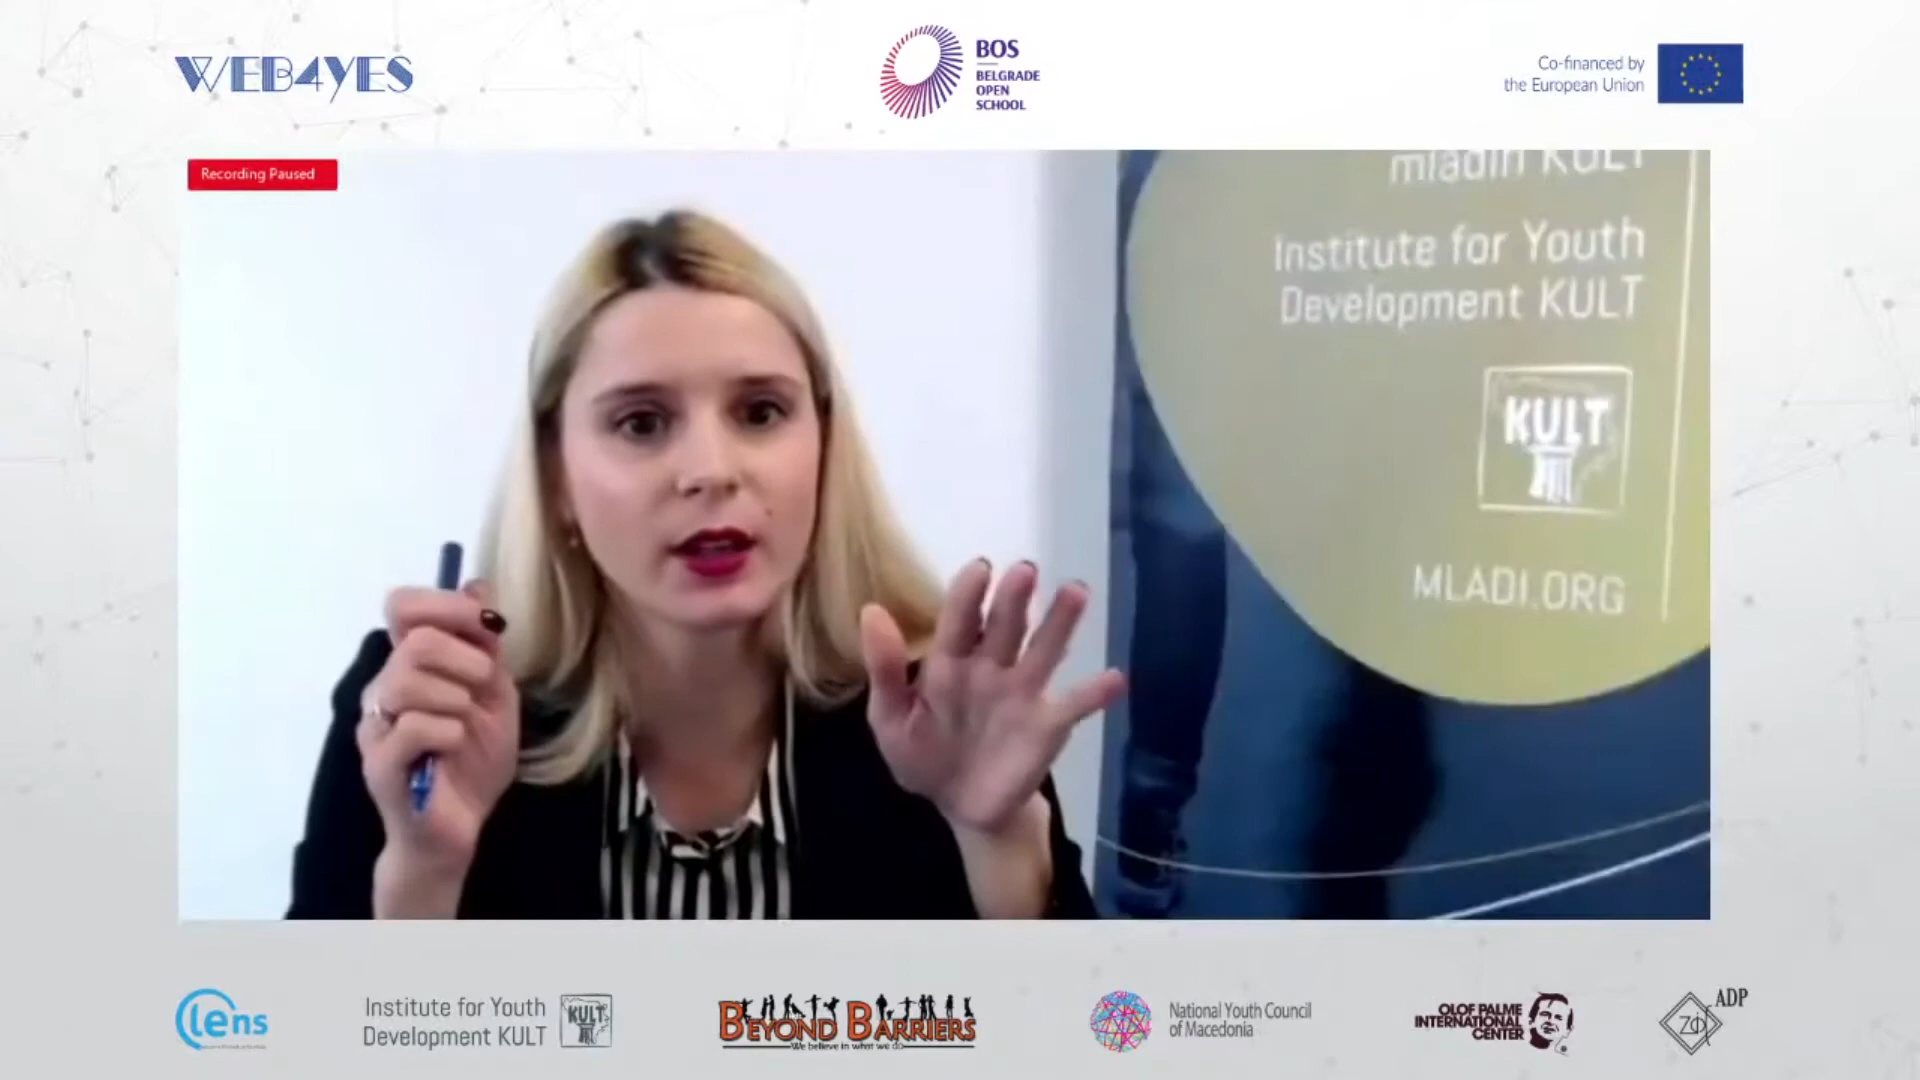 WEB4YES
BOS
BELGRADE
OPEN
SCHOOL
Co-financed by
the European Union
Recording Paused
mladih KULT
Institute for Youth
Development KULT
KULT
MLADI.ORG
Lens
Institute for Youth
Development KULT
KULT
BEYOND BARRIERS
We believe in what we do
National Youth Council
of Macedonia
OLOF PALME
INTERNATIONAL
CENTER
ADP